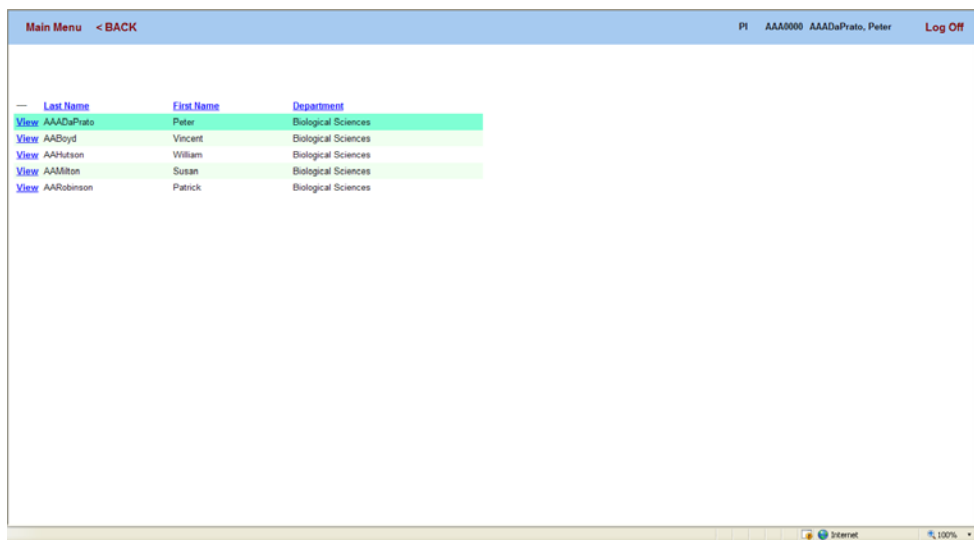 Main Menu < BACK PI AAA0000 AAADaPrato, Peter Log Off
— Last Name First Name Department
View AAADaPrato Peter Biological Sciences
View AABoyd Vincent Biological Sciences
View AAHutson William Biological Sciences
View AAMilton Susan Biological Sciences
View AARobinson Patrick Biological Sciences
Internet 100%